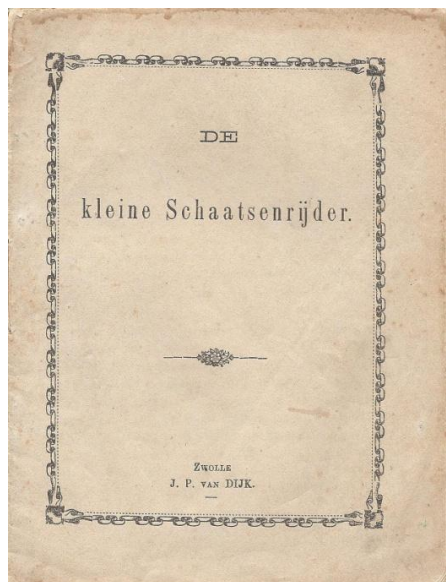 DE
kleine Schaatsenrijder.
ZWOLLE
J. P. VAN DIJK.